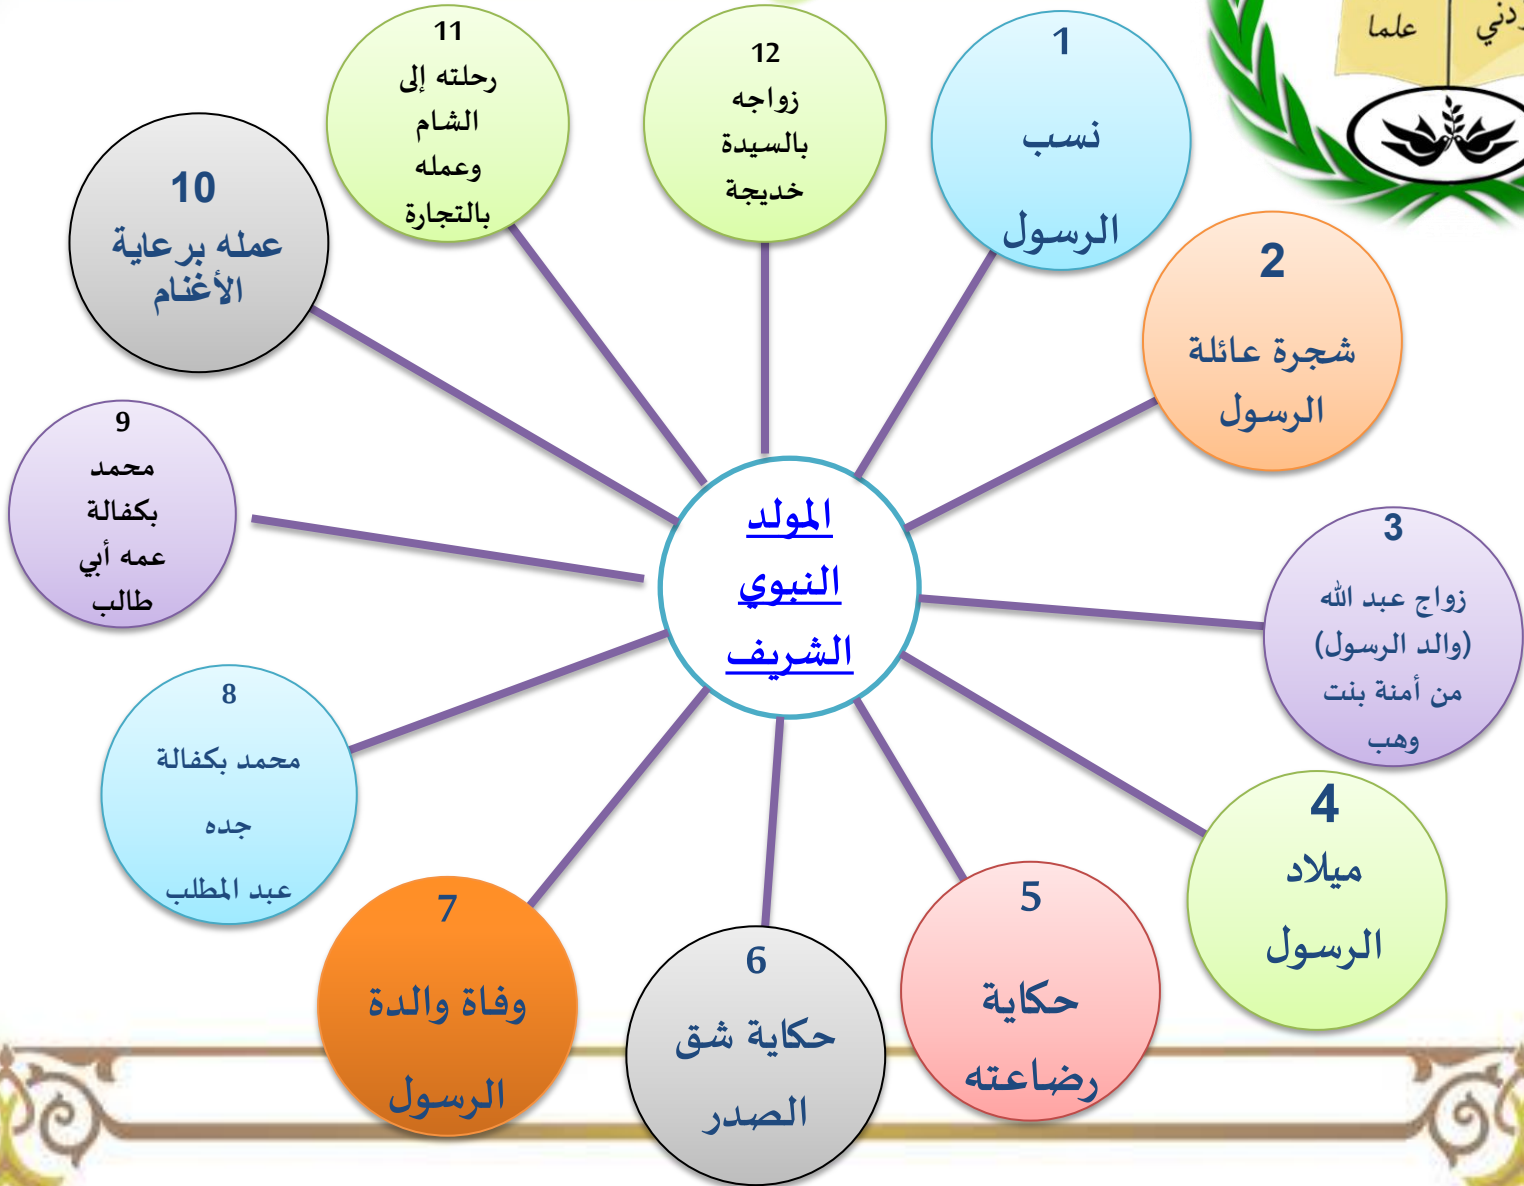 المولد
النبوي
الشريف
1
نسب
الرسول
2
شجرة عائلة
الرسول
3
زواج عبد الله
(والد الرسول)
من أمنة بنت
وهب
4
ميلاد
الرسول
5
حكاية
رضاعته
6
حكاية شق
الصدر
7
وفاة والدة
الرسول
8
محمد بكفالة
جده
عبد المطلب
9
محمد
بكفالة
عمه أبي
طالب
10
عمله برعاية
الأغنام
11
رحلته إلى
الشام
وعمله
بالتجارة
12
زواجه
بالسيدة
خديجة
علما